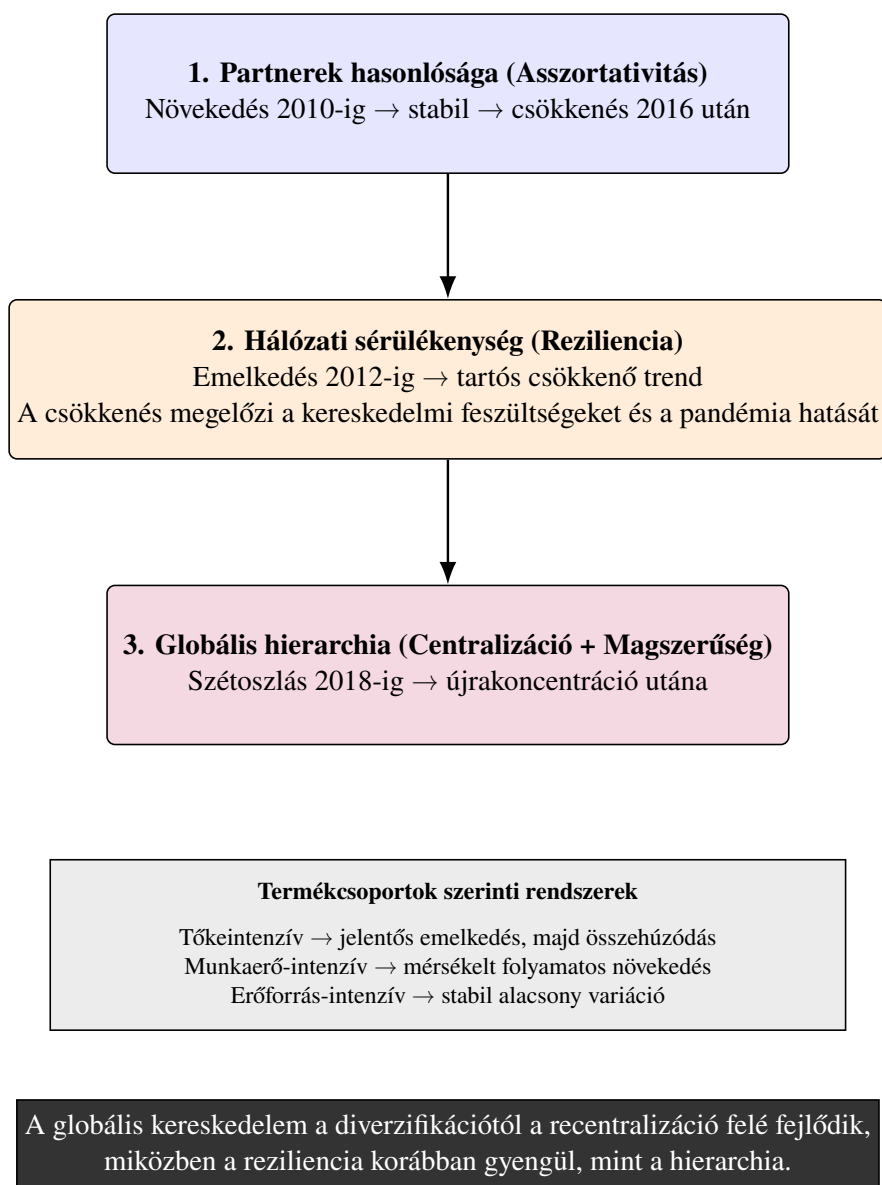 1. Partnerek hasonlósága (Asszortativitás)
Növekedés 2010-ig → stabil → csökkenés 2016 után
2. Hálózati sérülékenység (Reziliencia)
Emelkedés 2012-ig → tartós csökkenő trend
A csökkenés megelőzi a kereskedelmi feszültségeket és a pandémia hatását
3. Globális hierarchia (Centralizáció + Magszerűség)
Szétoszlás 2018-ig → újrakoncentráció utána
Termékcsoportok szerinti rendszerek
Tőkeintenzív → jelentős emelkedés, majd összehúzódás
Munkaerő-intenzív → mérsékelt folyamatos növekedés
Erőforrás-intenzív → stabil alacsony variáció
A globális kereskedelem a diverzifikációtól a recentralizáció felé fejlődik,
miközben a reziliencia korábban gyengül, mint a hierarchia.